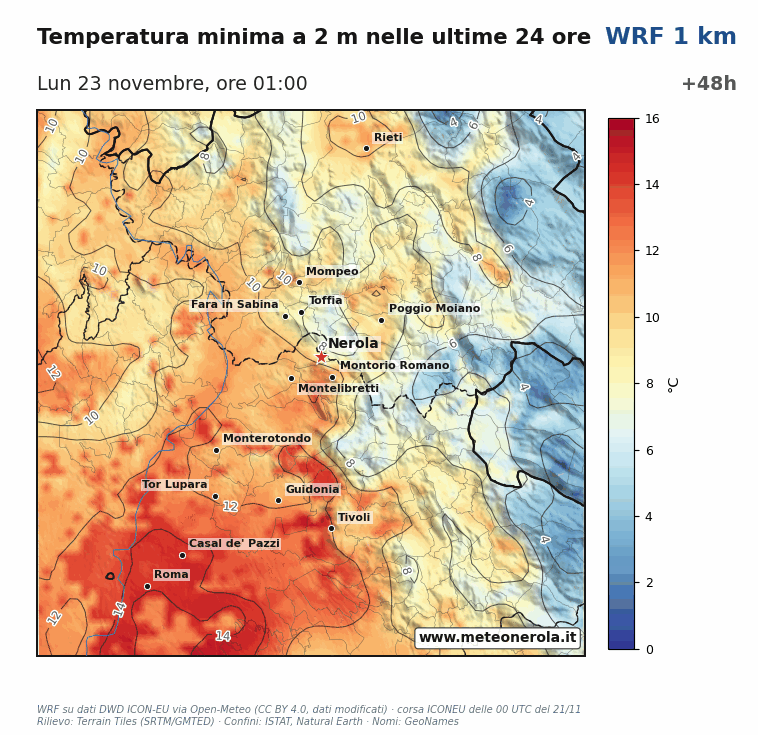 Temperatura minima a 2 m nelle ultime 24 ore WRF 1 km
Lun 23 novembre, ore 01:00 +48h
10
10
10
8
4
6
4
4
Rieti
4
6
8
10
10
10
Mompeo
Fara in Sabina
Toffia
Poggio Moiano
Nerola
8
6
Montorio Romano
Montelibretti
12
4
10
Monterotondo
8
Tor Lupara
Guidonia
12
Tivoli
4
Casal de' Pazzi
Roma
8
14
12
14
www.meteonerola.it
16
14
12
10
8
6
4
2
0
°C
WRF su dati DWD ICON-EU via Open-Meteo (CC BY 4.0, dati modificati) · corsa ICONEU delle 00 UTC del 21/11
Rilievo: Terrain Tiles (SRTM/GMTED) · Confini: ISTAT, Natural Earth · Nomi: GeoNames